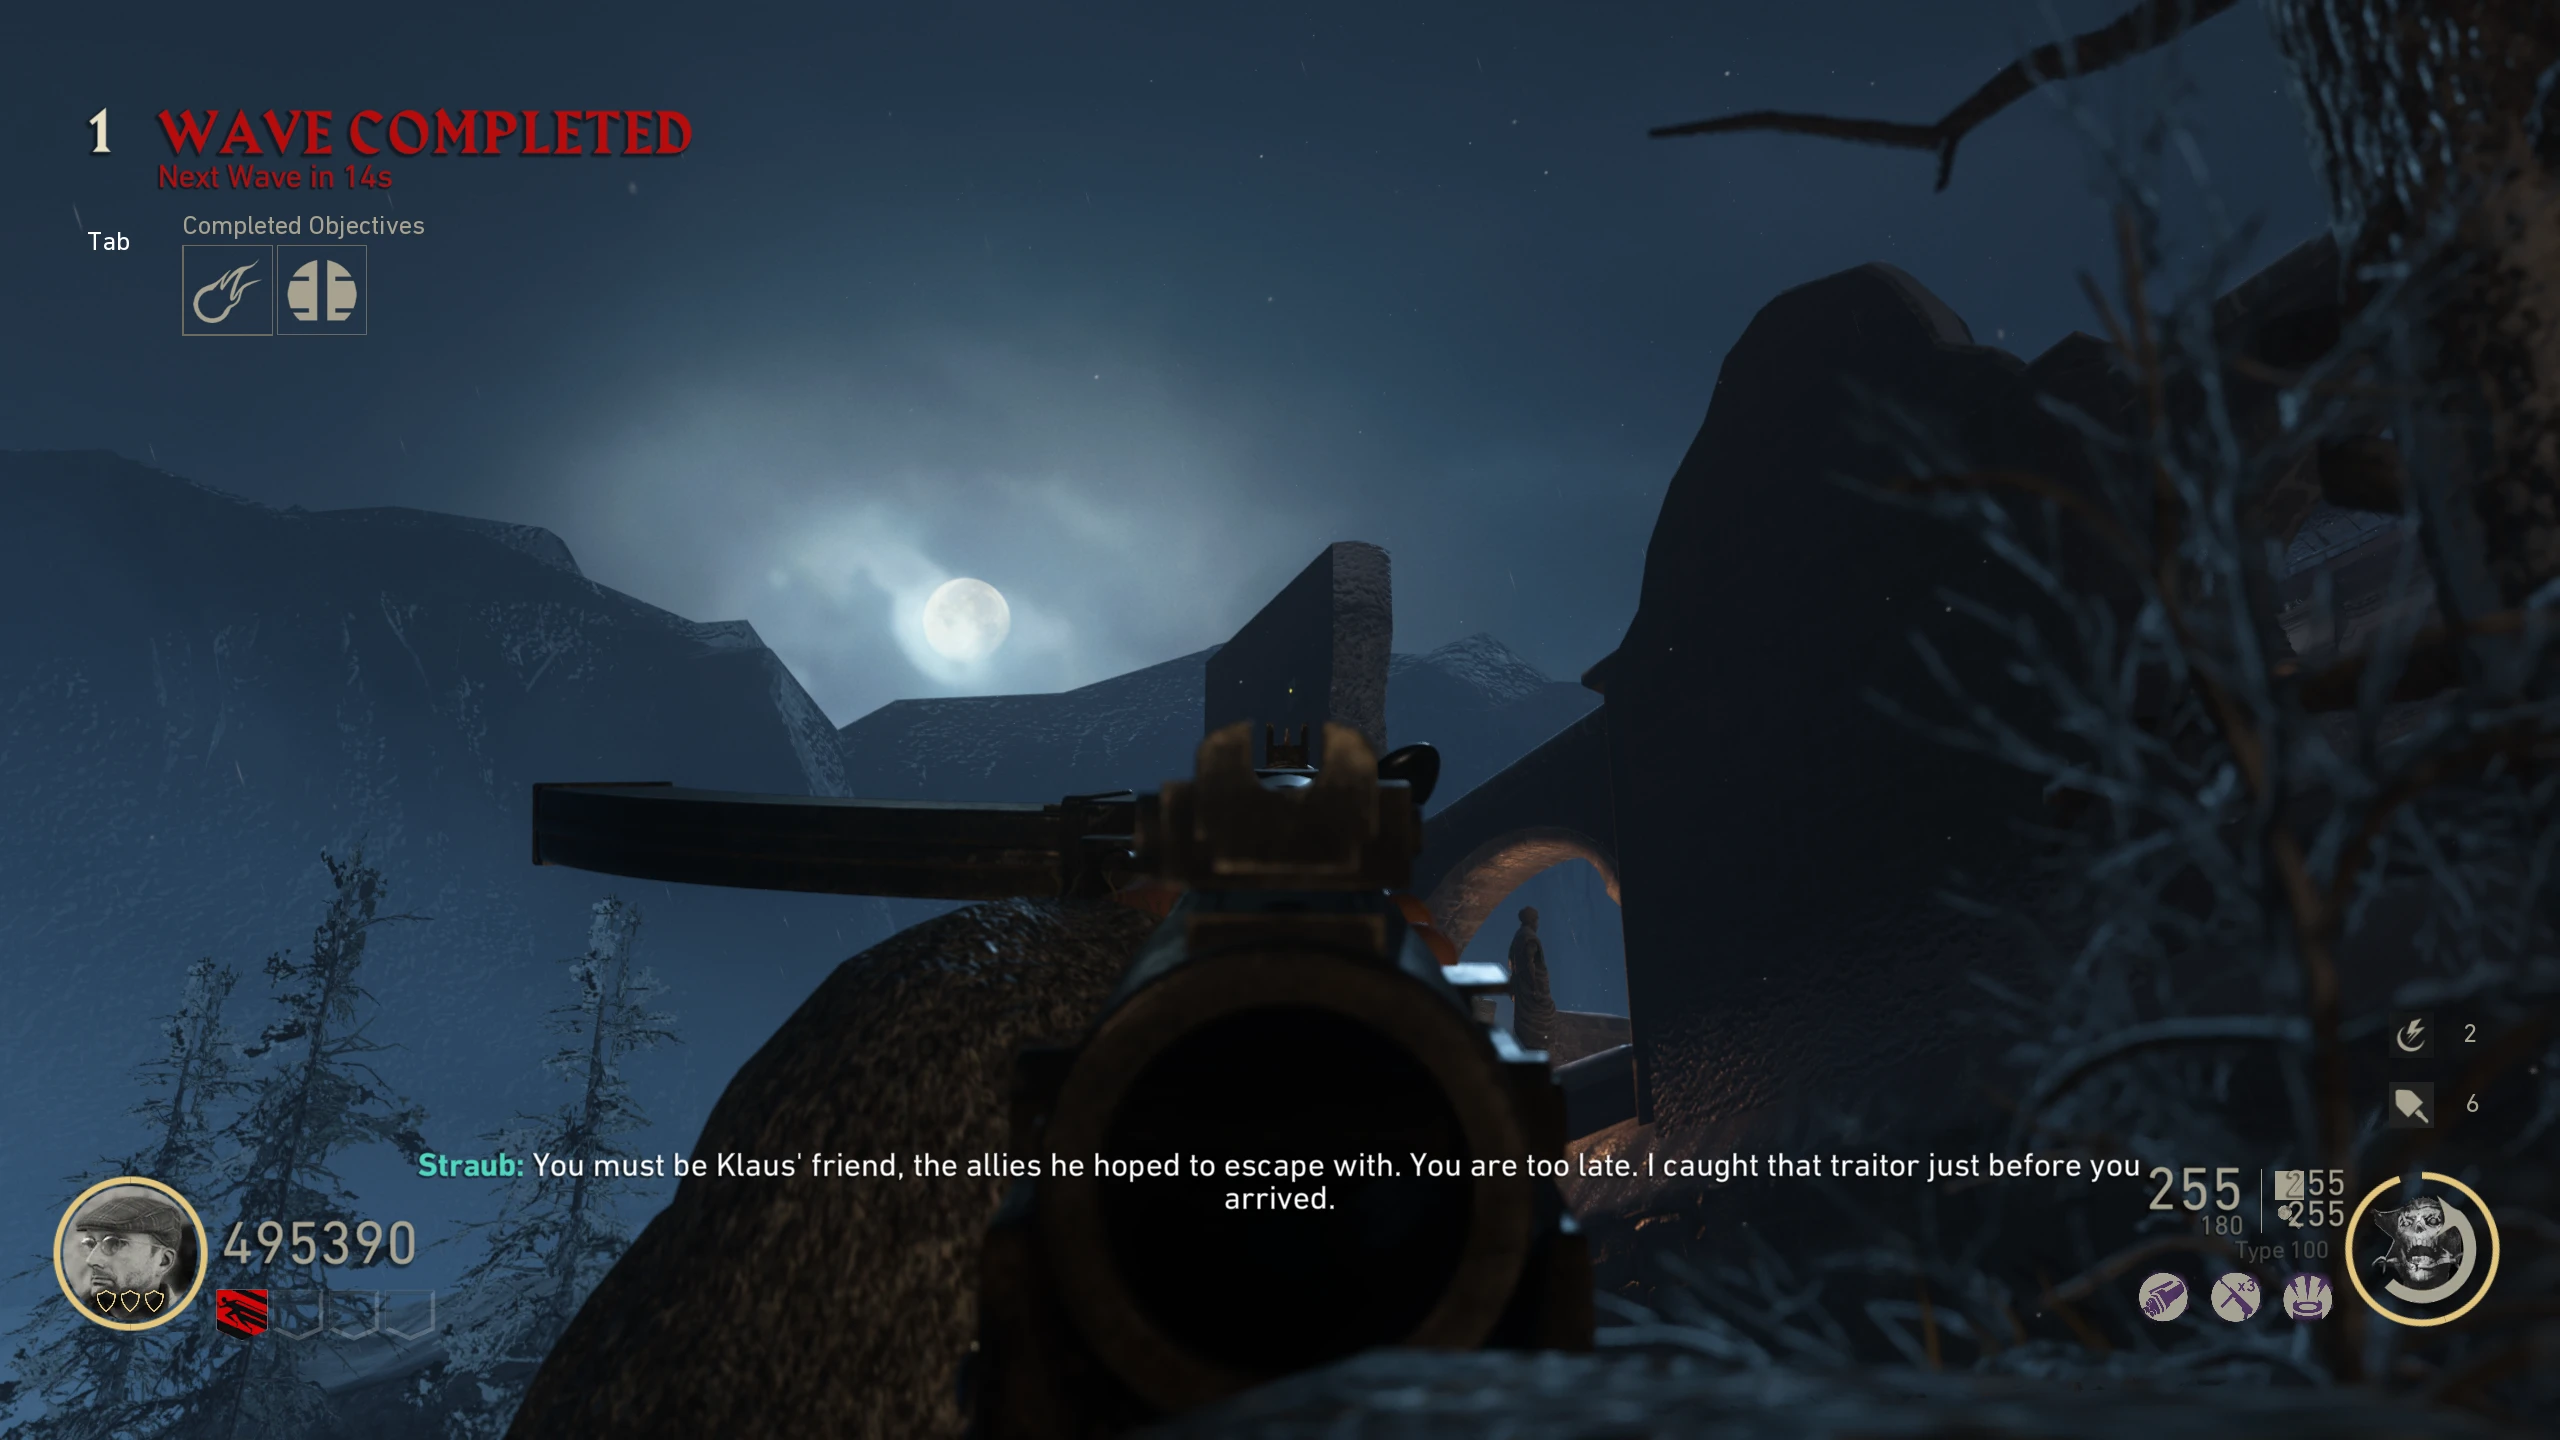 1 WAVE COMPLETED
Next Wave in 14s
Tab
Completed Objectives
2
6
Straub: You must be Klaus' friend, the allies he hoped to escape with. You are too late. I caught that traitor just before you
arrived.
495390
255
255
180
255
Type 100
x3